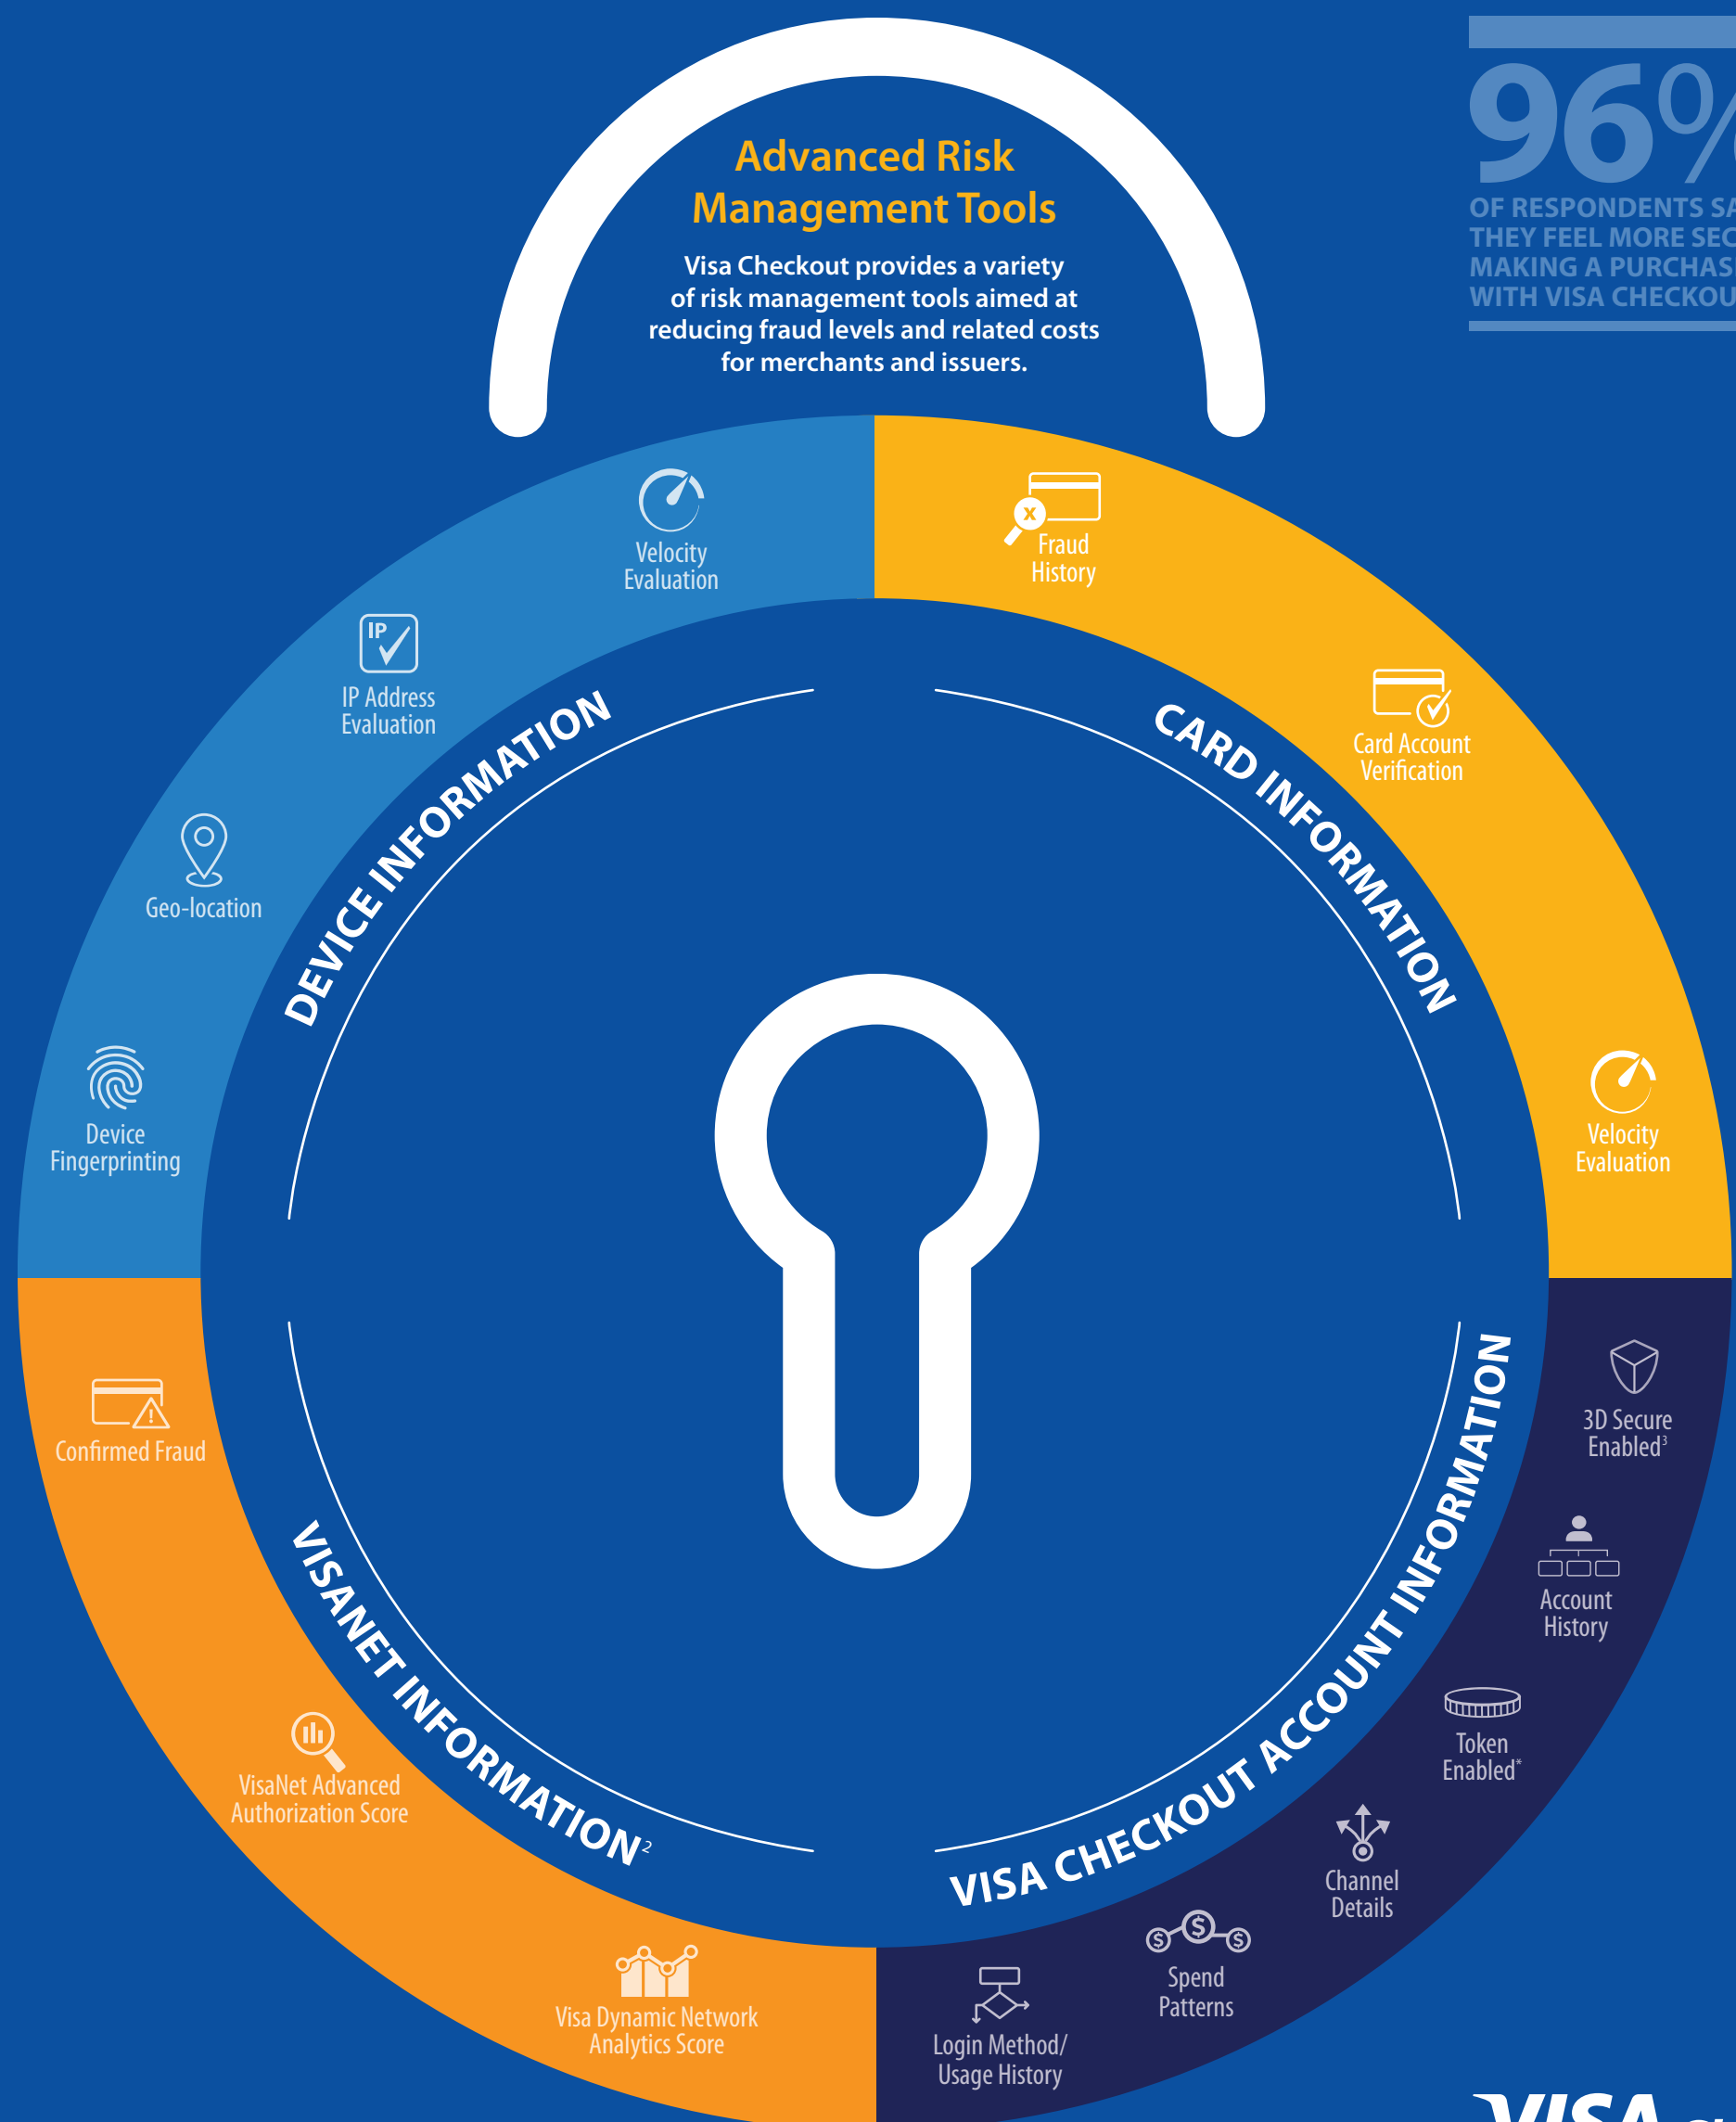 Advanced Risk
Management Tools
Visa Checkout provides a variety
of risk management tools aimed at
reducing fraud levels and related costs
for merchants and issuers.
96%
OF RESPONDENTS
THEY FEEL MORE
MAKING A
WITH VISA
Velocity
Evaluation
IP
IP Address
Evaluation
Geo-location
Device
Fingerprinting
DEVICE INFORMATION
X
Fraud
History
Card Account
Verification
Velocity
Evaluation
CARD INFORMATION
3D Secure
Enabled3
Account
History
Token
Enabled*
Channel
Details
$ $ $
Spend
Patterns
Login Method/
Usage History
VISA CHECKOUT ACCOUNT INFORMATION
!
Confirmed Fraud
VisaNet Advanced
Authorization Score
Visa Dynamic Network
Analytics Score
VISANET INFORMATION2
VISA